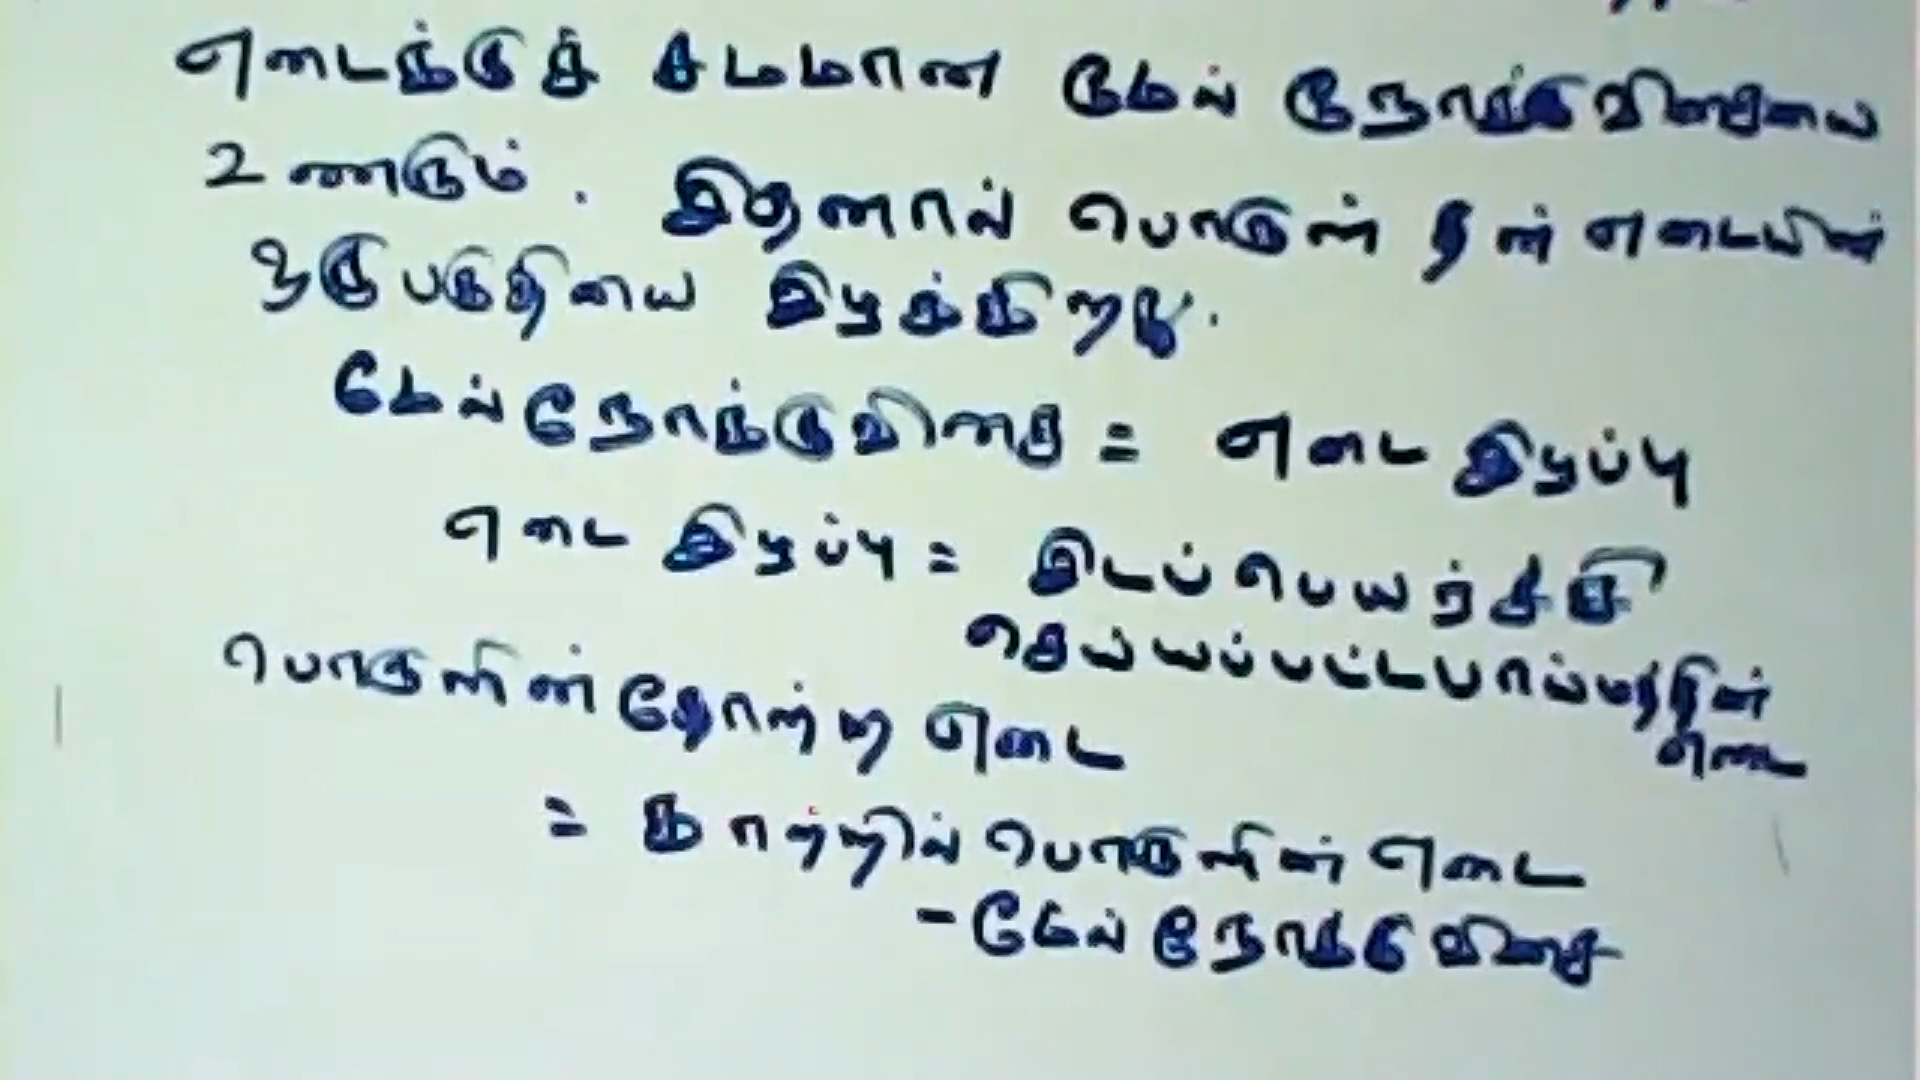 எடைக்குச் சமமான மேல் நோக்குவிசையை
உணரும். இதனால் பொருள் தன் எடையின்
ஒரு பகுதியை இழக்கிறது.
மேல்நோக்குவிசை = எடை இழப்பு
எடை இழப்பு = இடப்பெயர்ச்சி
செய்யப்பட்ட பாய்மத்தின்
எடை
பொருளின் தோற்ற எடை
= காற்றில் பொருளின் எடை
- மேல் நோக்கு விசை